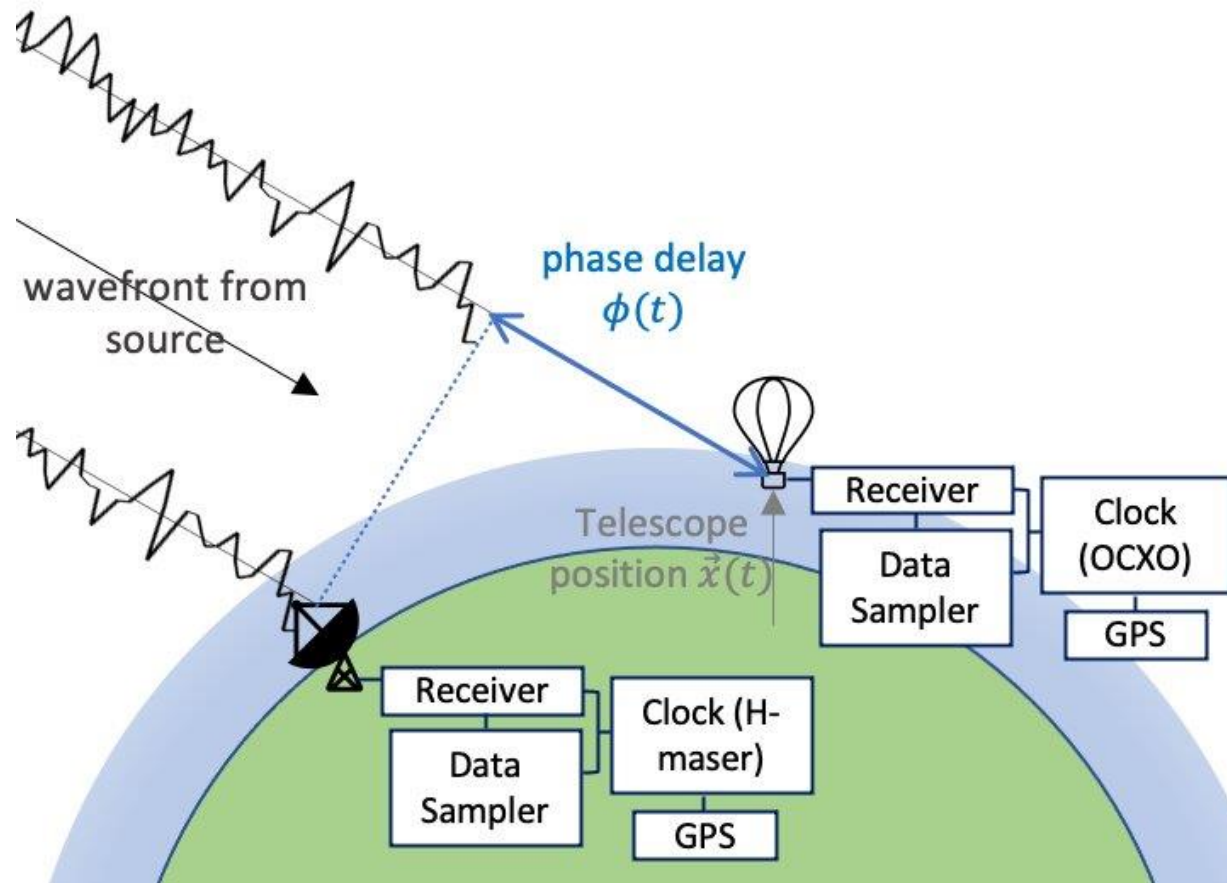 phase delay
ϕ(t)
wavefront from
source
Telescope
position x⃗(t)
Receiver
Data
Sampler
Clock
(OCXO)
GPS
Receiver
Data
Sampler
Clock (H-
maser)
GPS